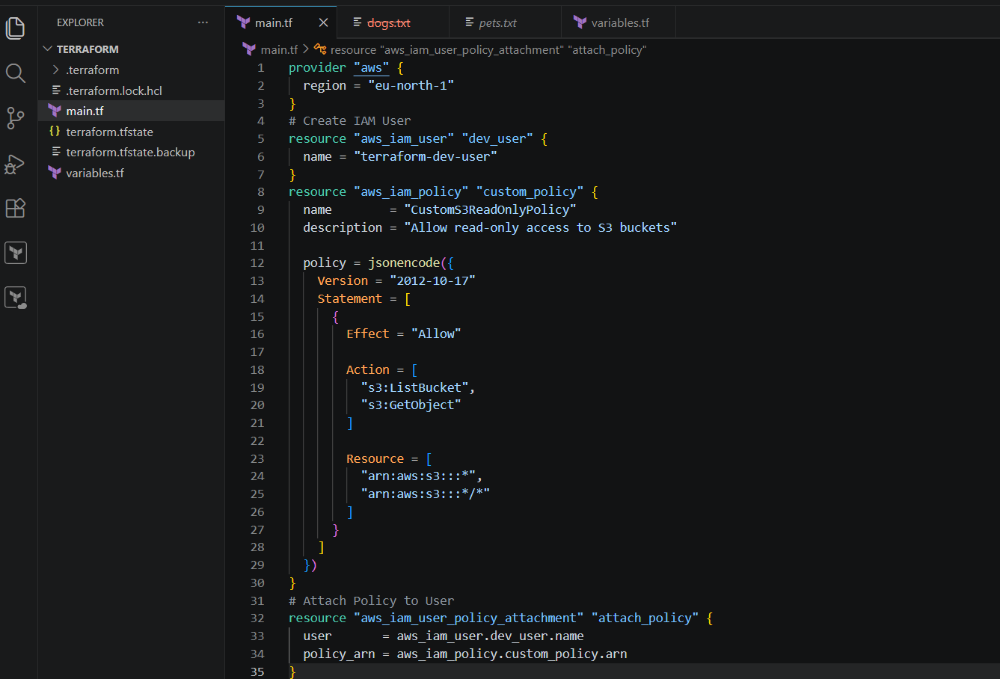 EXPLORER
···
TERRAFORM
.terraform
.terraform.lock.hcl
main.tf
terraform.tfstate
terraform.tfstate.backup
variables.tf
main.tf
dogs.txt
pets.txt
variables.tf
main.tf > resource "aws_iam_user_policy_attachment" "attach_policy"
1 provider "aws" {
2   region = "eu-north-1"
3 }
4 # Create IAM User
5 resource "aws_iam_user" "dev_user" {
6   name = "terraform-dev-user"
7 }
8 resource "aws_iam_policy" "custom_policy" {
9   name        = "CustomS3ReadOnlyPolicy"
10   description = "Allow read-only access to S3 buckets"
11
12   policy = jsonencode({
13     Version = "2012-10-17"
14     Statement = [
15       {
16         Effect = "Allow"
17
18         Action = [
19           "s3:ListBucket",
20           "s3:GetObject"
21         ]
22
23         Resource = [
24           "arn:aws:s3:::*",
25           "arn:aws:s3:::*/*"
26         ]
27       }
28     ]
29   })
30 }
31 # Attach Policy to User
32 resource "aws_iam_user_policy_attachment" "attach_policy" {
33   user       = aws_iam_user.dev_user.name
34   policy_arn = aws_iam_policy.custom_policy.arn
35 }